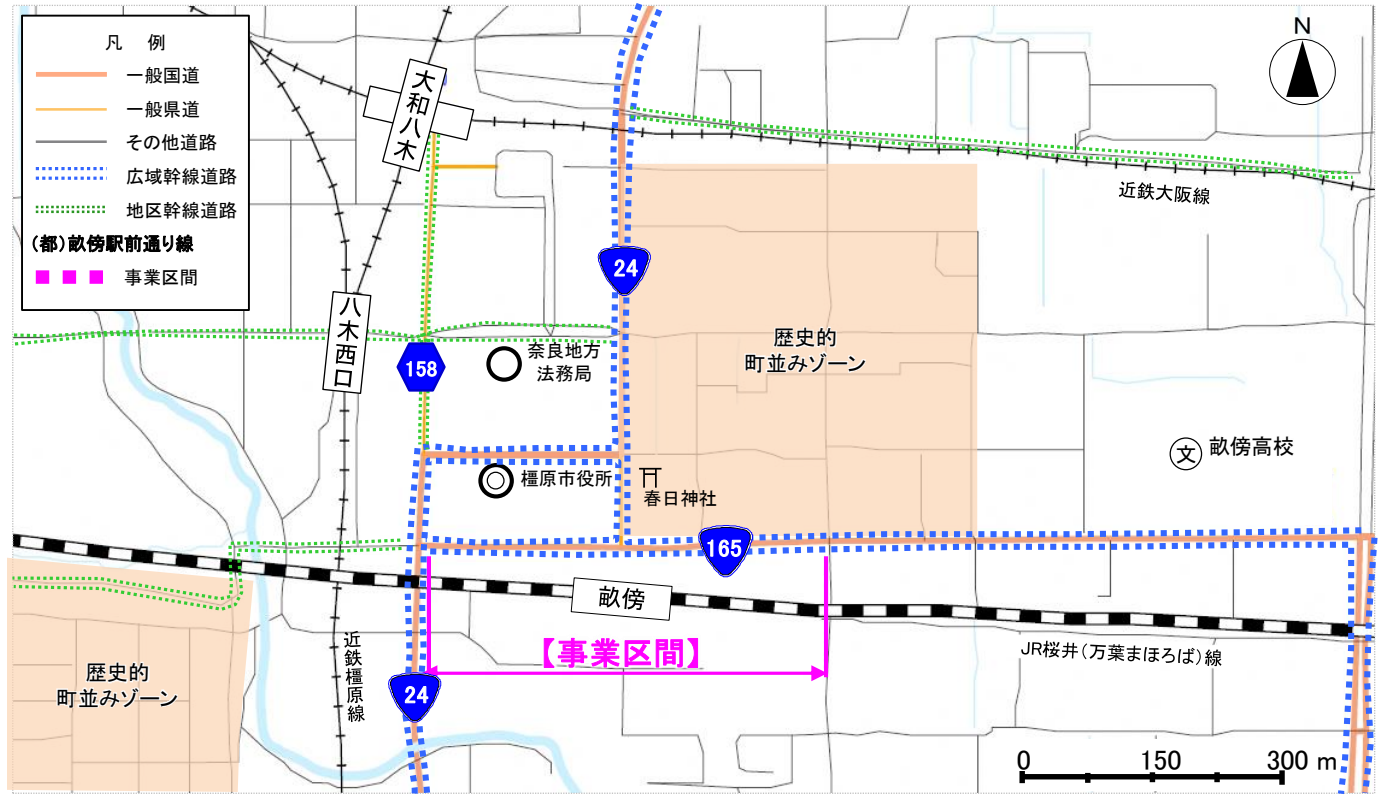 凡 例
一般国道
一般県道
その他道路
広域幹線道路
地区幹線道路
(都)畝傍駅前通り線
事業区間
N
大和八木
近鉄大阪線
24
八木西口
歴史的
町並みゾーン
奈良地方
法務局
158
畝傍高校
文
橿原市役所
春日神社
165
畝傍
【事業区間】
JR桜井(万葉まほろば)線
近鉄橿原線
歴史的
町並みゾーン
24
0 150 300 m